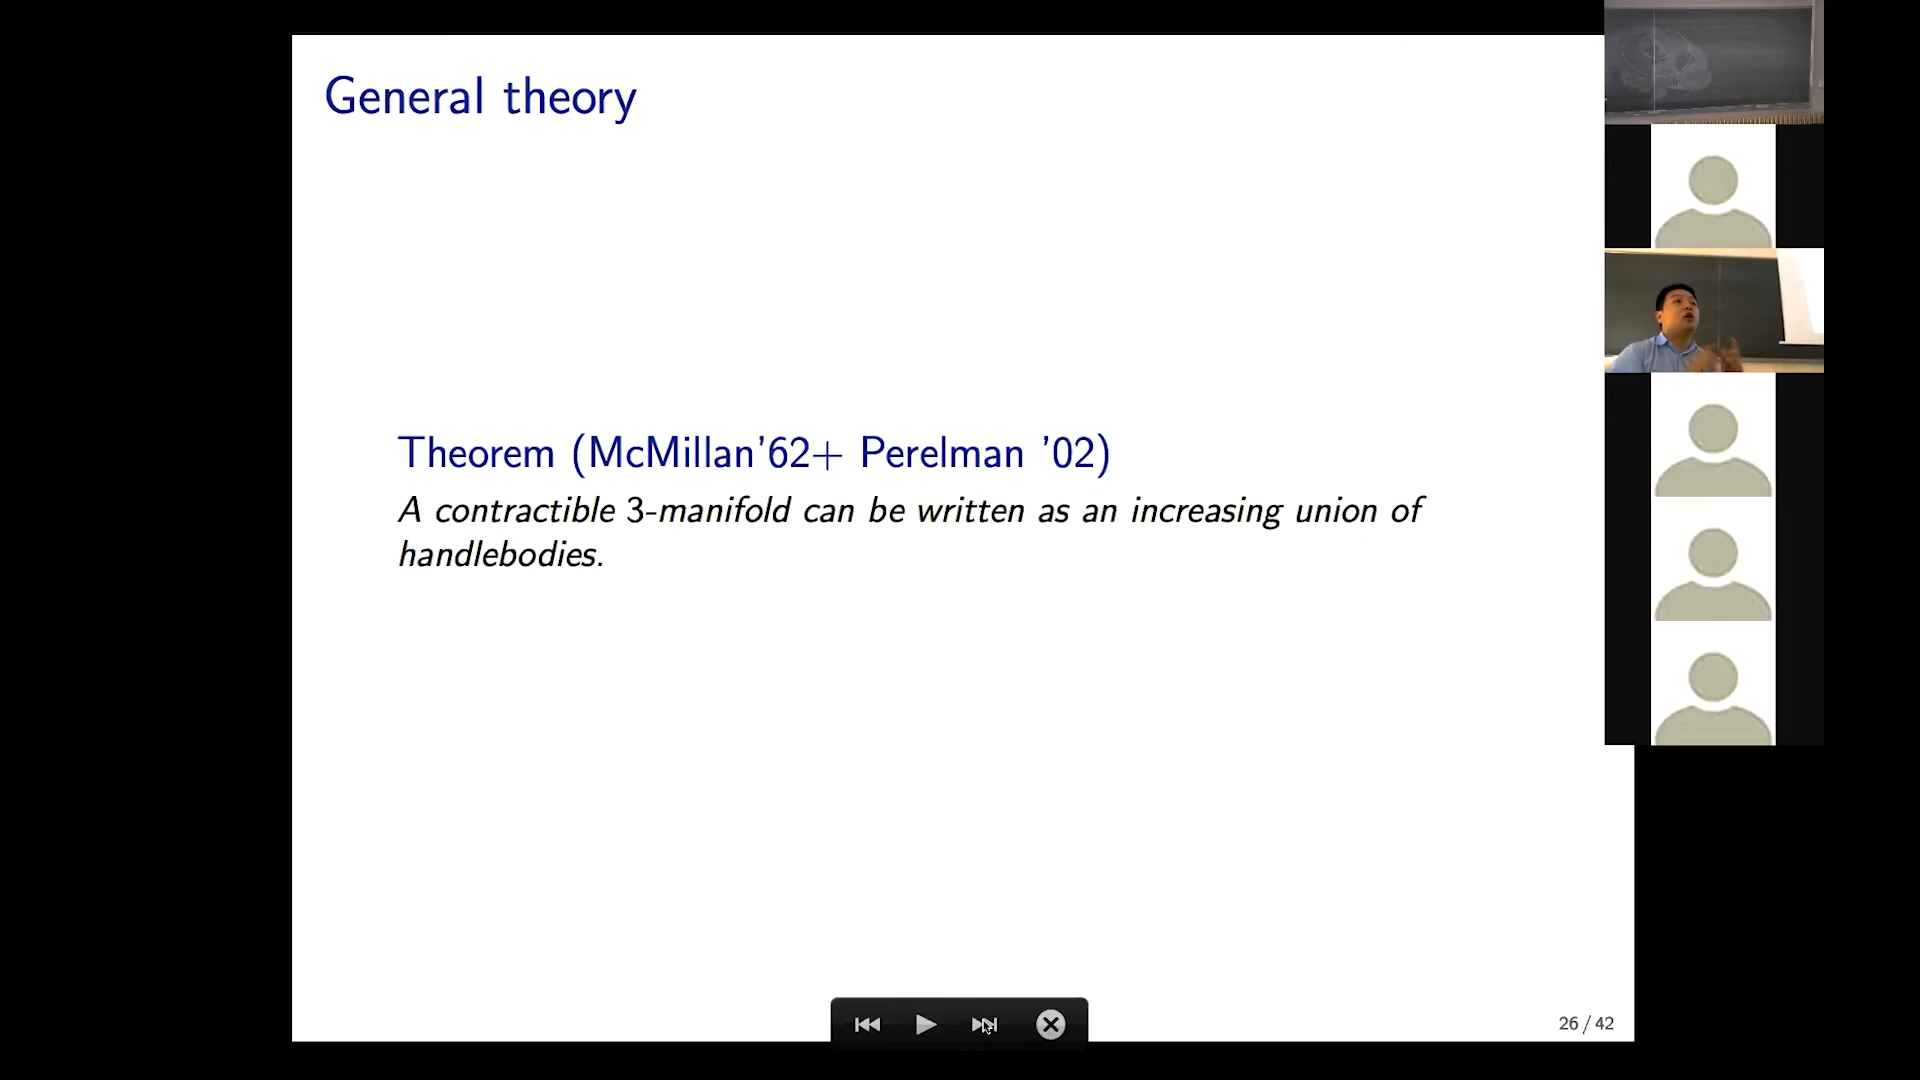 General theory
Theorem (McMillan'62+ Perelman '02)
A contractible 3-manifold can be written as an increasing union of
handlebodies.
26 / 42